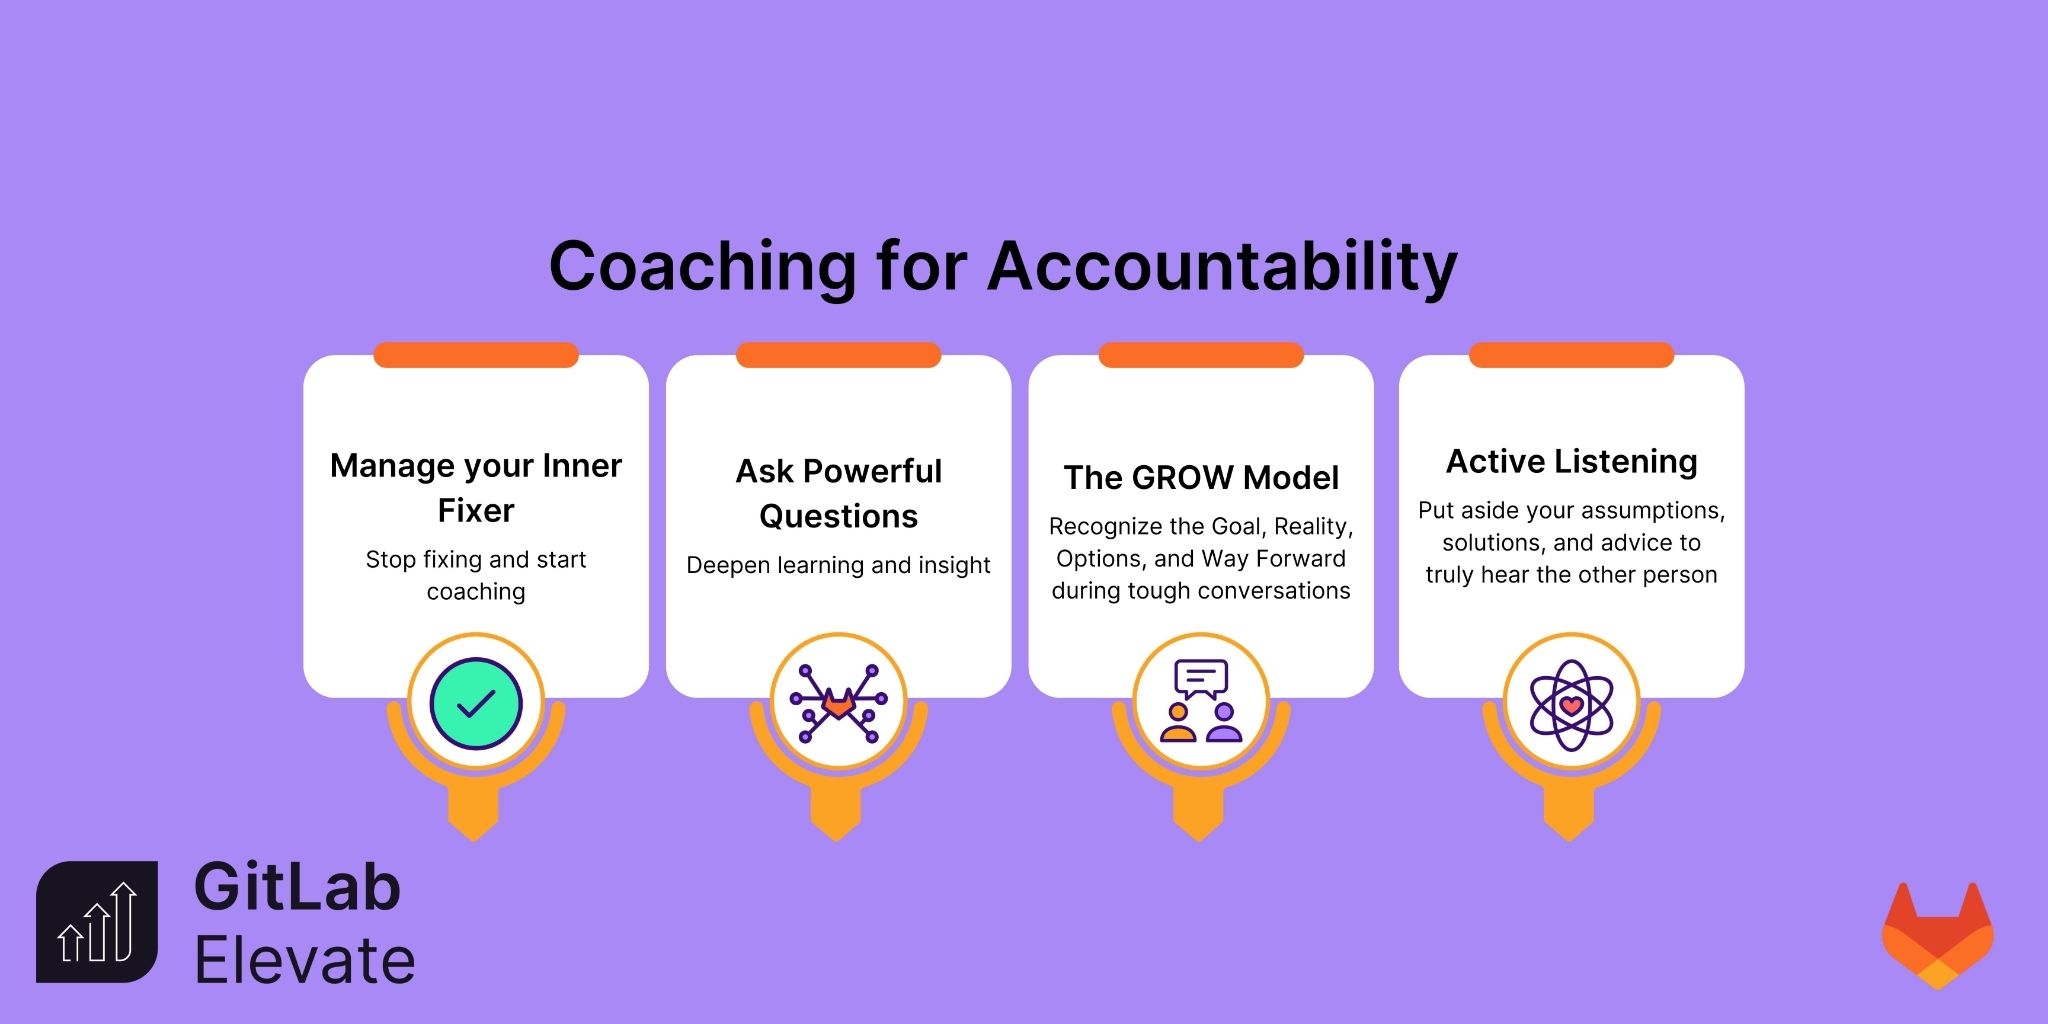 Coaching for Accountability
Manage your Inner
Fixer
Stop fixing and start
coaching
Ask Powerful
Questions
Deepen learning and insight
The GROW Model
Recognize the Goal, Reality,
Options, and Way Forward
during tough conversations
Active Listening
Put aside your assumptions,
solutions, and advice to
truly hear the other person
GitLab
Elevate